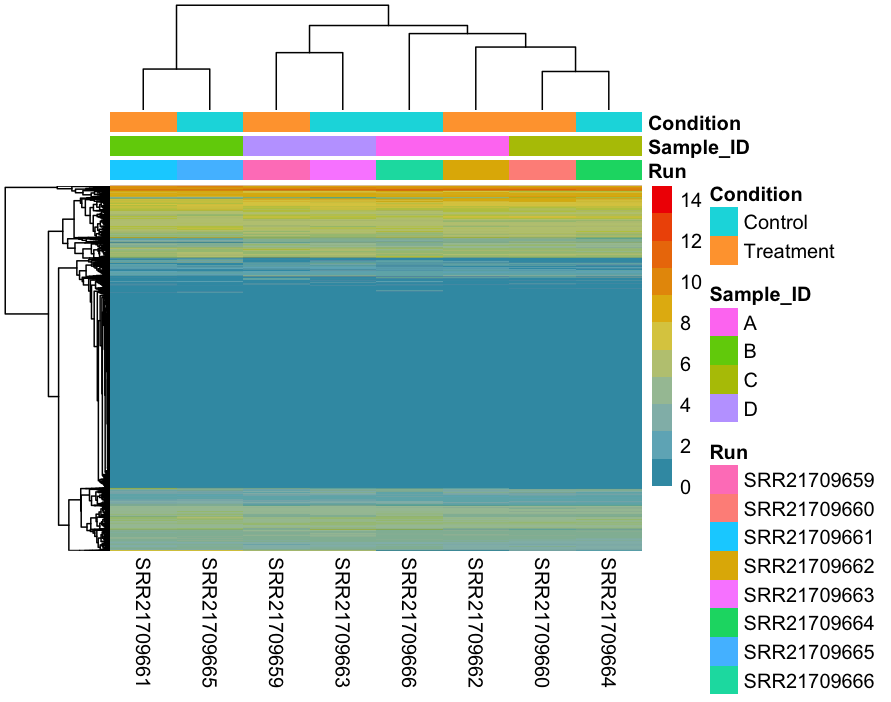 Condition
Sample_ID
Run
14
12
10
8
6
4
2
0
Condition
Control
Treatment
Sample_ID
A
B
C
D
Run
SRR21709659
SRR21709660
SRR21709661
SRR21709662
SRR21709663
SRR21709664
SRR21709665
SRR21709666
SRR21709661
SRR21709665
SRR21709659
SRR21709663
SRR21709666
SRR21709662
SRR21709660
SRR21709664